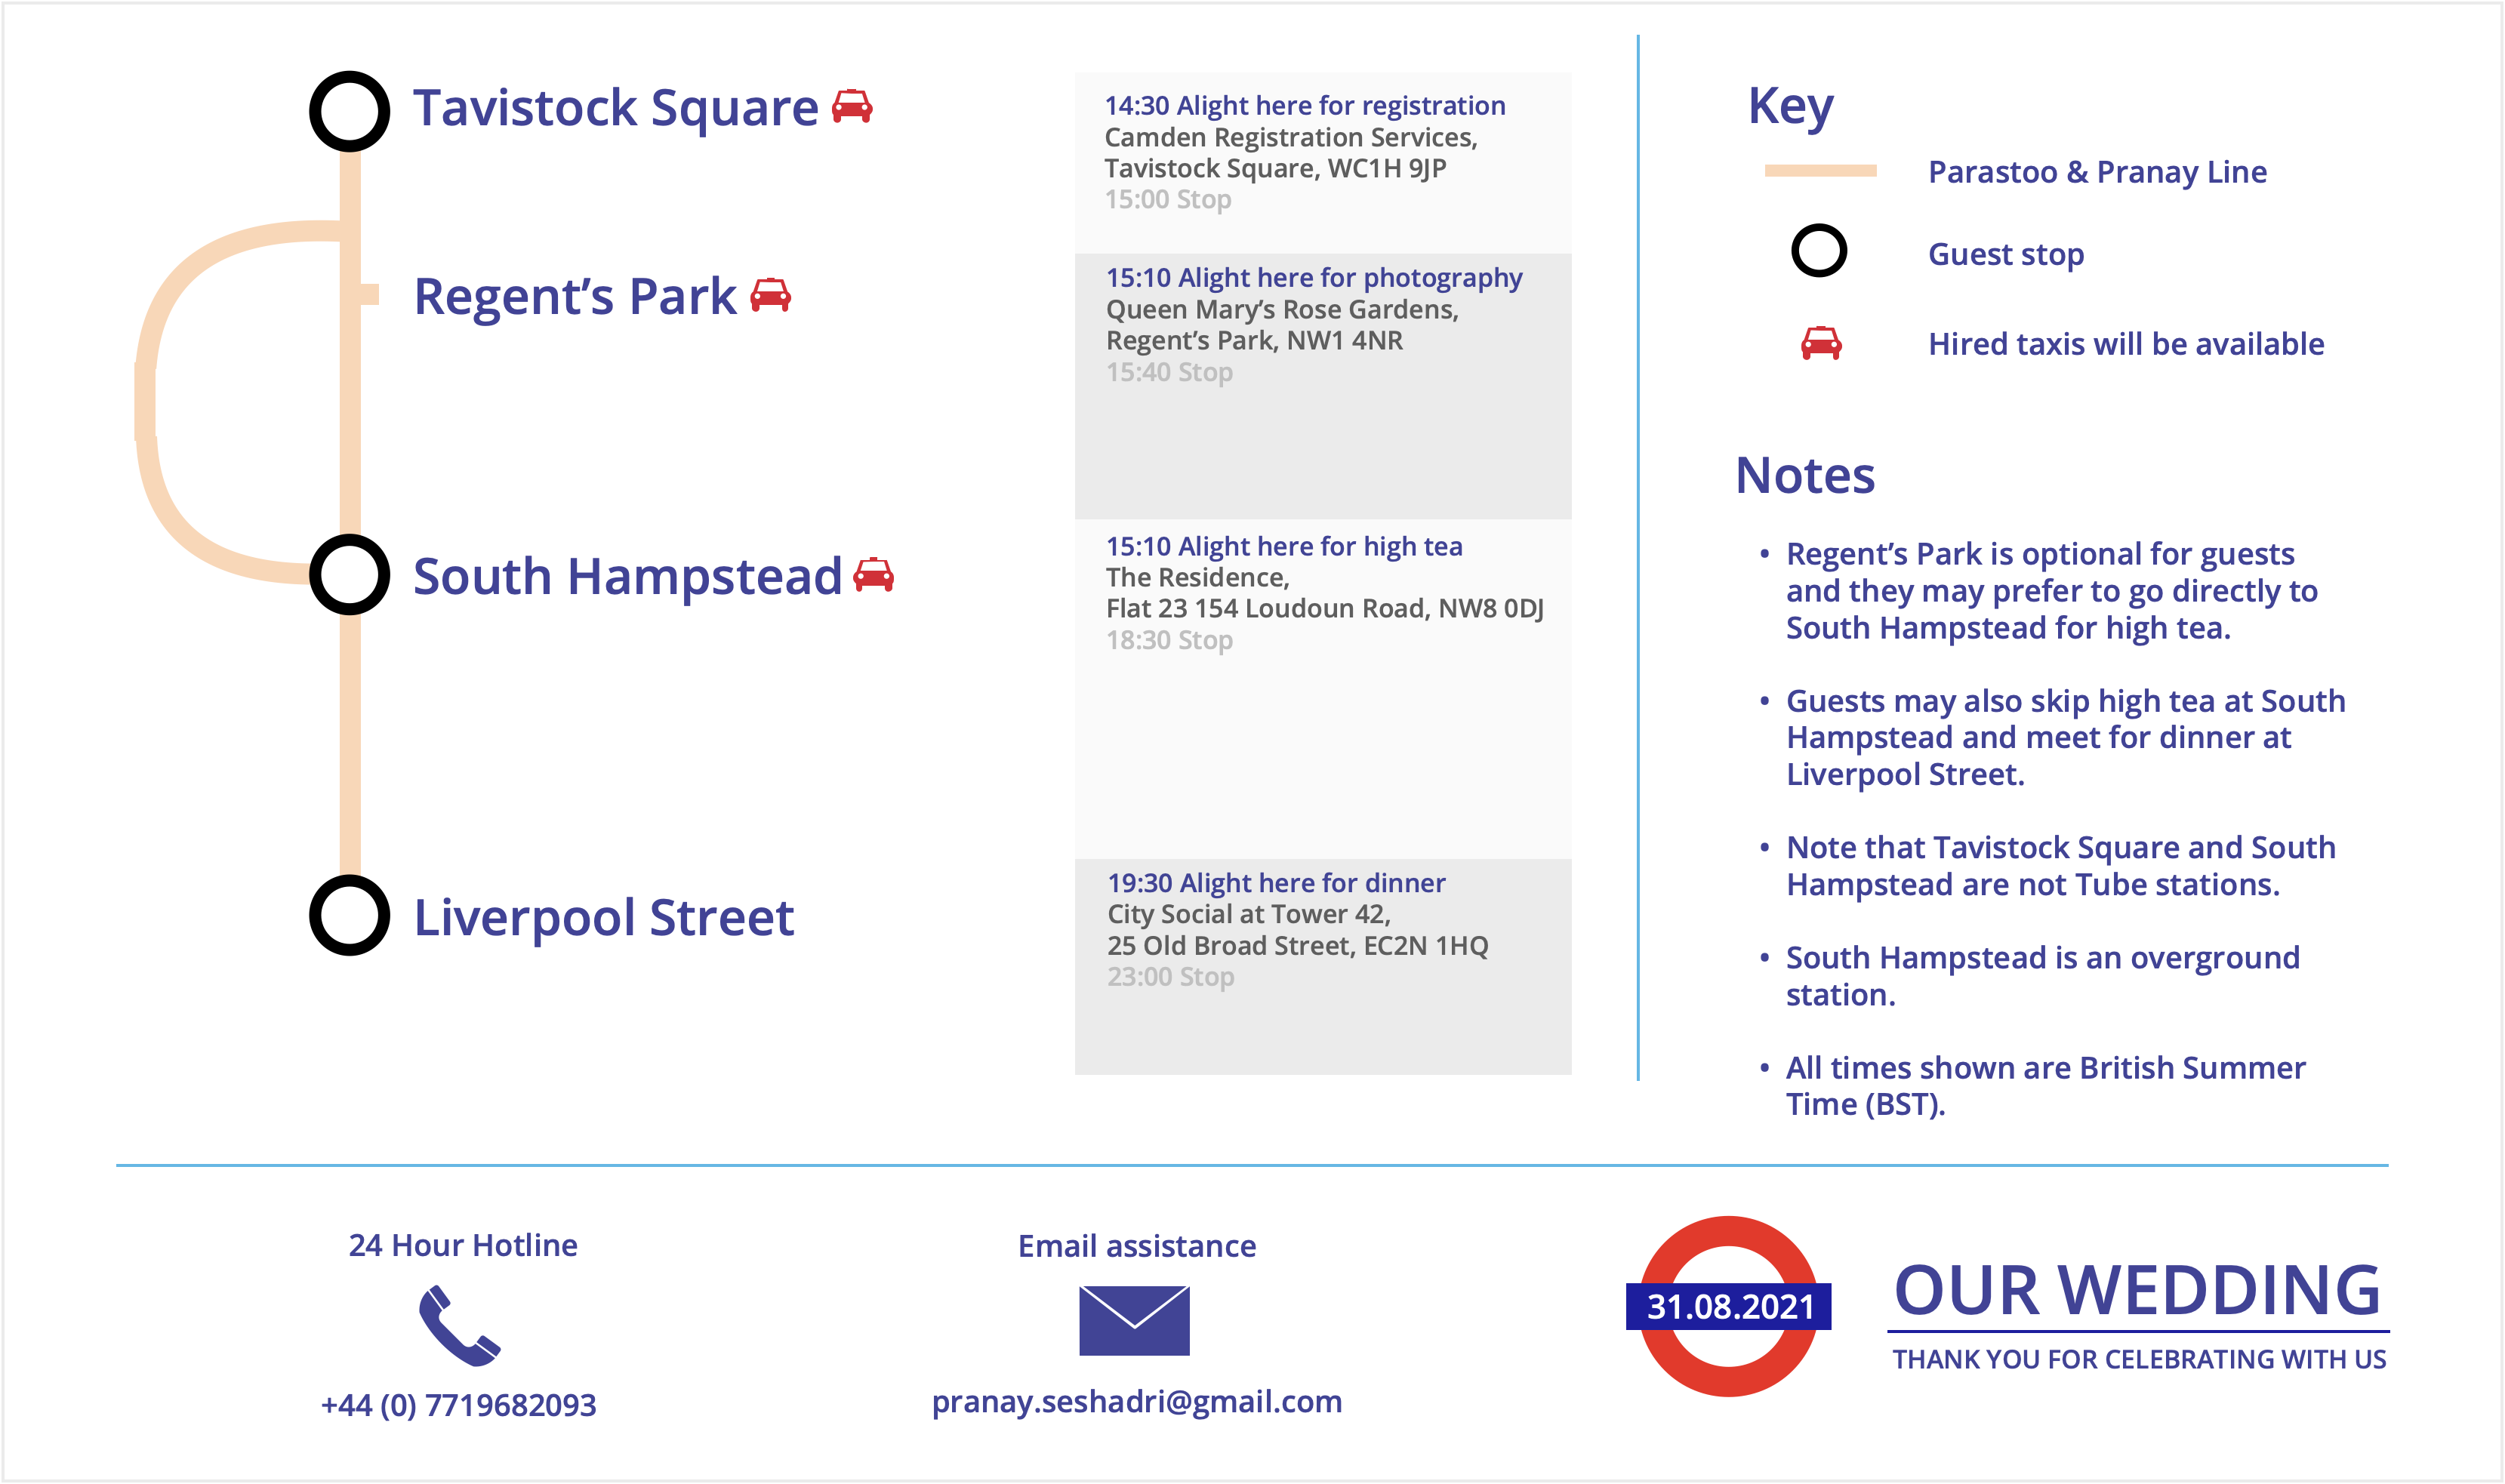 Tavistock Square
Regent’s Park
South Hampstead
Liverpool Street
14:30 Alight here for registration
Camden Registration Services,
Tavistock Square, WC1H 9JP
15:00 Stop
15:10 Alight here for photography
Queen Mary’s Rose Gardens,
Regent’s Park, NW1 4NR
15:40 Stop
15:10 Alight here for high tea
The Residence,
Flat 23 154 Loudoun Road, NW8 0DJ
18:30 Stop
19:30 Alight here for dinner
City Social at Tower 42,
25 Old Broad Street, EC2N 1HQ
23:00 Stop
Key
Parastoo & Pranay Line
Guest stop
Hired taxis will be available
Notes
• Regent’s Park is optional for guests
and they may prefer to go directly to
South Hampstead for high tea.
• Guests may also skip high tea at South
Hampstead and meet for dinner at
Liverpool Street.
• Note that Tavistock Square and South
Hampstead are not Tube stations.
• South Hampstead is an overground
station.
• All times shown are British Summer
Time (BST).
24 Hour Hotline
+44 (0) 7719682093
Email assistance
pranay.seshadri@gmail.com
31.08.2021
OUR WEDDING
THANK YOU FOR CELEBRATING WITH US